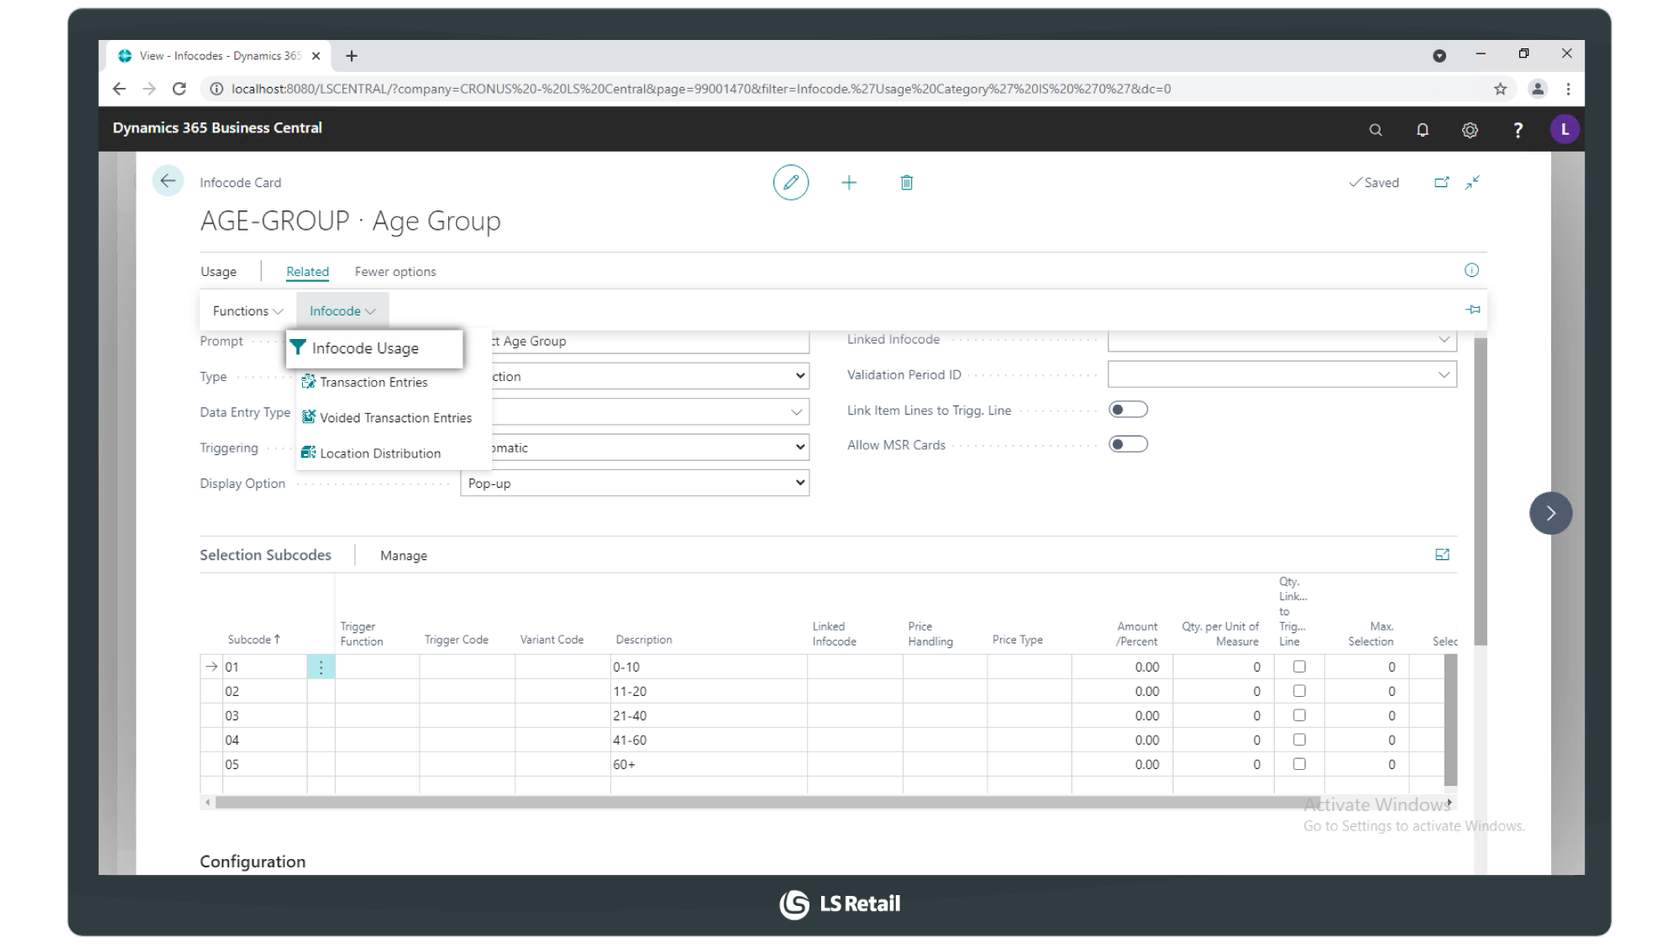 View - Infocodes - Dynamics 365
localhost:8080/LSCENTRAL/?company=CRONUS%20-%20LS%20Central&page=99001470&filter=Infocode.%27Usage%20Category%27%20IS%20%270%27&dc=0
Dynamics 365 Business Central
? L
Infocode Card
Saved
AGE-GROUP · Age Group
Usage Related Fewer options
Functions Infocode
Prompt ct Age Group Linked Infocode
Infocode Usage
Type ction Validation Period ID
Transaction Entries
Data Entry Type Link Item Lines to Trigg. Line
Voided Transaction Entries
Triggering omatic Allow MSR Cards
Location Distribution
Display Option Pop-up
Selection Subcodes Manage
Subcode ↑ Trigger Function Trigger Code Variant Code Description Linked Infocode Price Handling Price Type Amount /Percent Qty. per Unit of Measure Qty. Link... to Trig... Line Max. Selection Selec
01 0-10 0.00 0 0
02 11-20 0.00 0 0
03 21-40 0.00 0 0
04 41-60 0.00 0 0
05 60+ 0.00 0 0
Activate Windows
Go to Settings to activate Windows.
Configuration
LS Retail